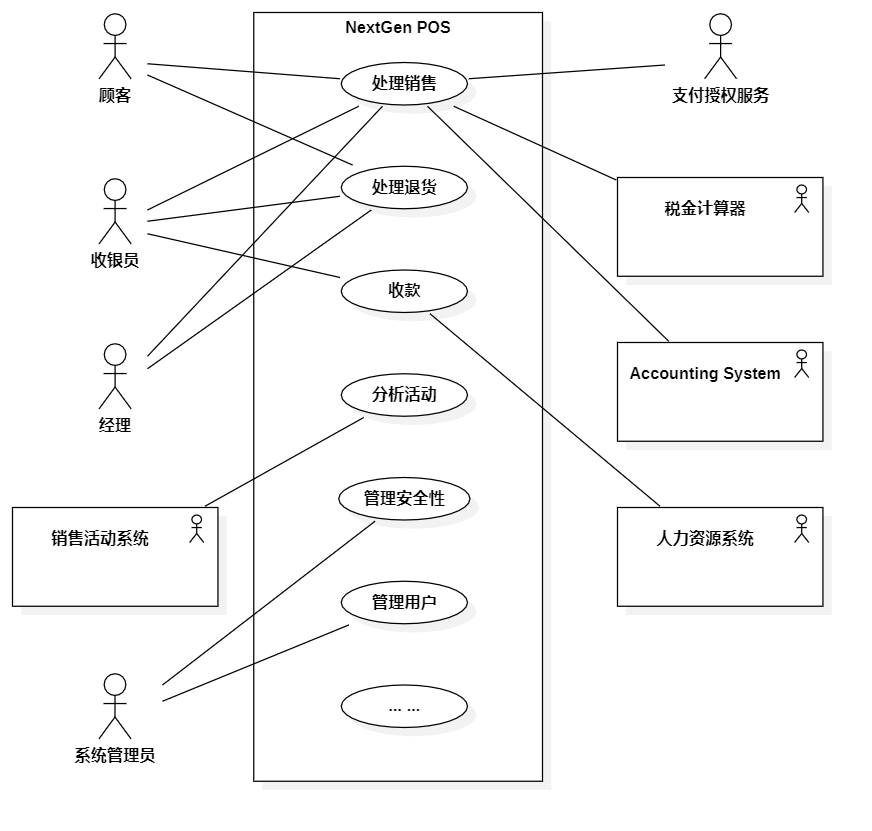 NextGen POS
顾客
处理销售
支付授权服务
处理退货
税金计算器
收银员
收款
Accounting System
分析活动
经理
管理安全性
销售活动系统
人力资源系统
管理用户
... ...
系统管理员